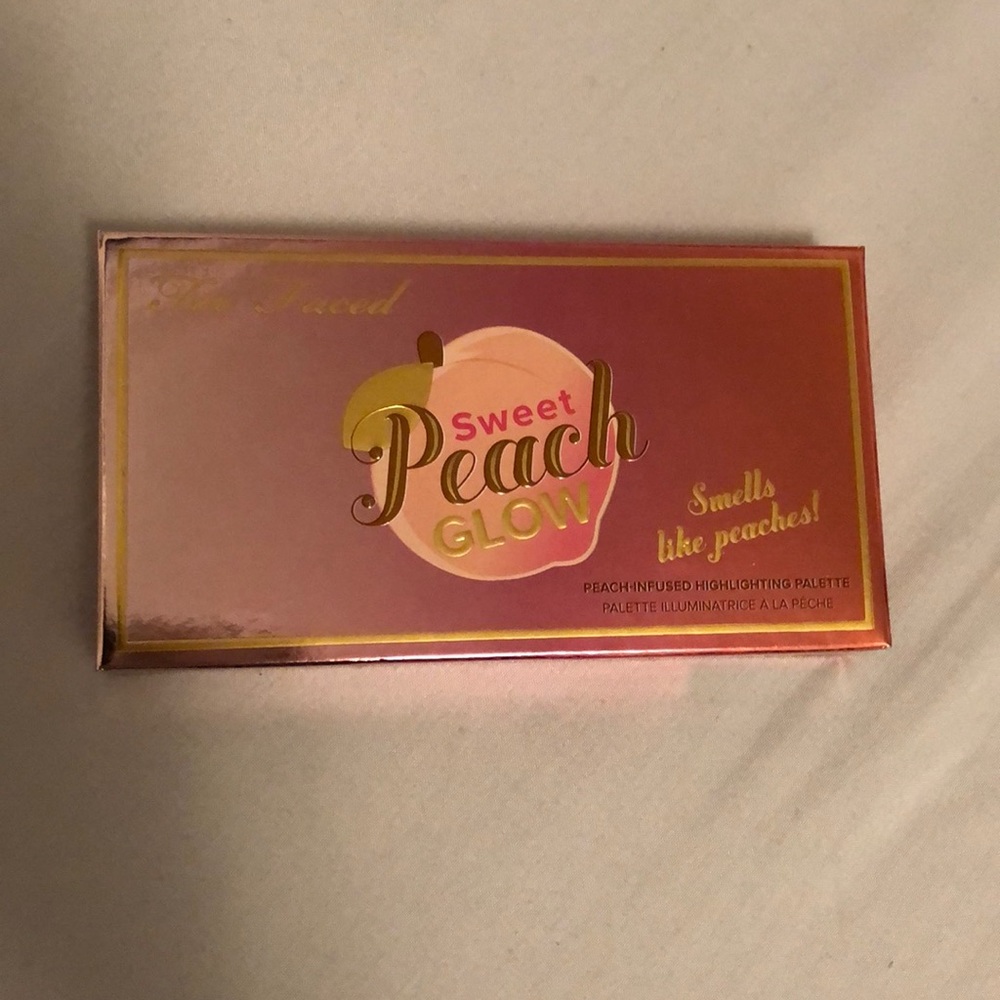 Too Faced
Sweet
Peach
GLOW
Smells
like peaches!
PEACH-INFUSED HIGHLIGHTING PALETTE
PALETTE ILLUMINATRICE À LA PÊCHE